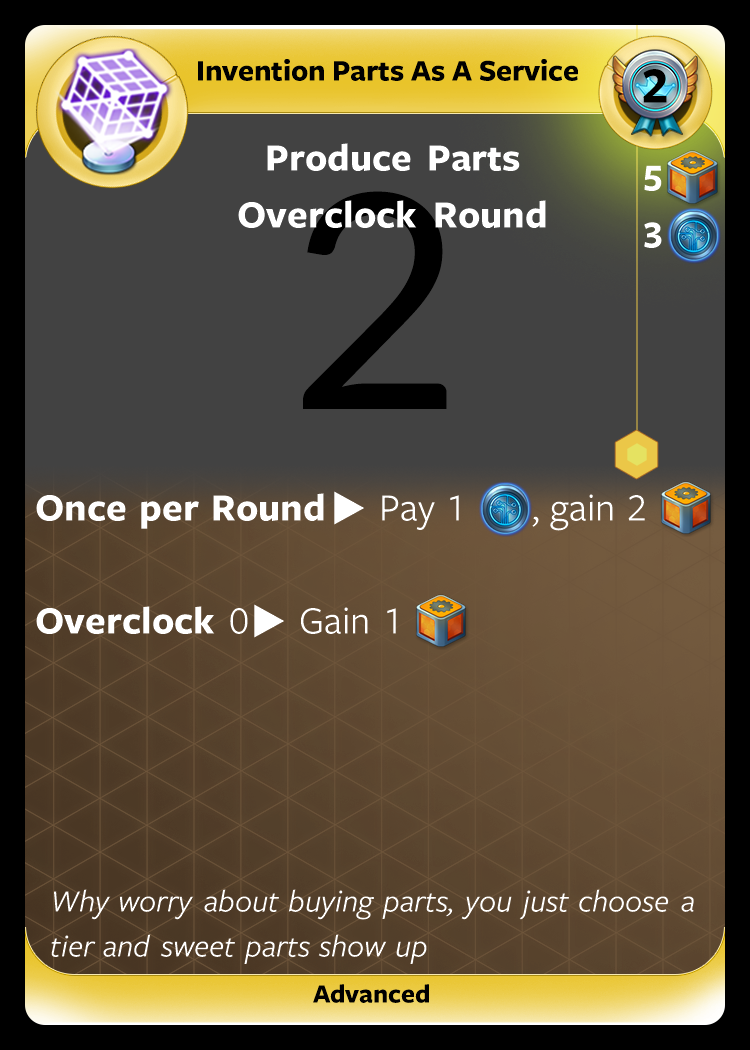 Invention Parts As A Service
2
Produce Parts
Overclock Round
2
5
3
Once per Round▶ Pay 1 , gain 2
Overclock 0▶ Gain 1
Why worry about buying parts, you just choose a
tier and sweet parts show up
Advanced